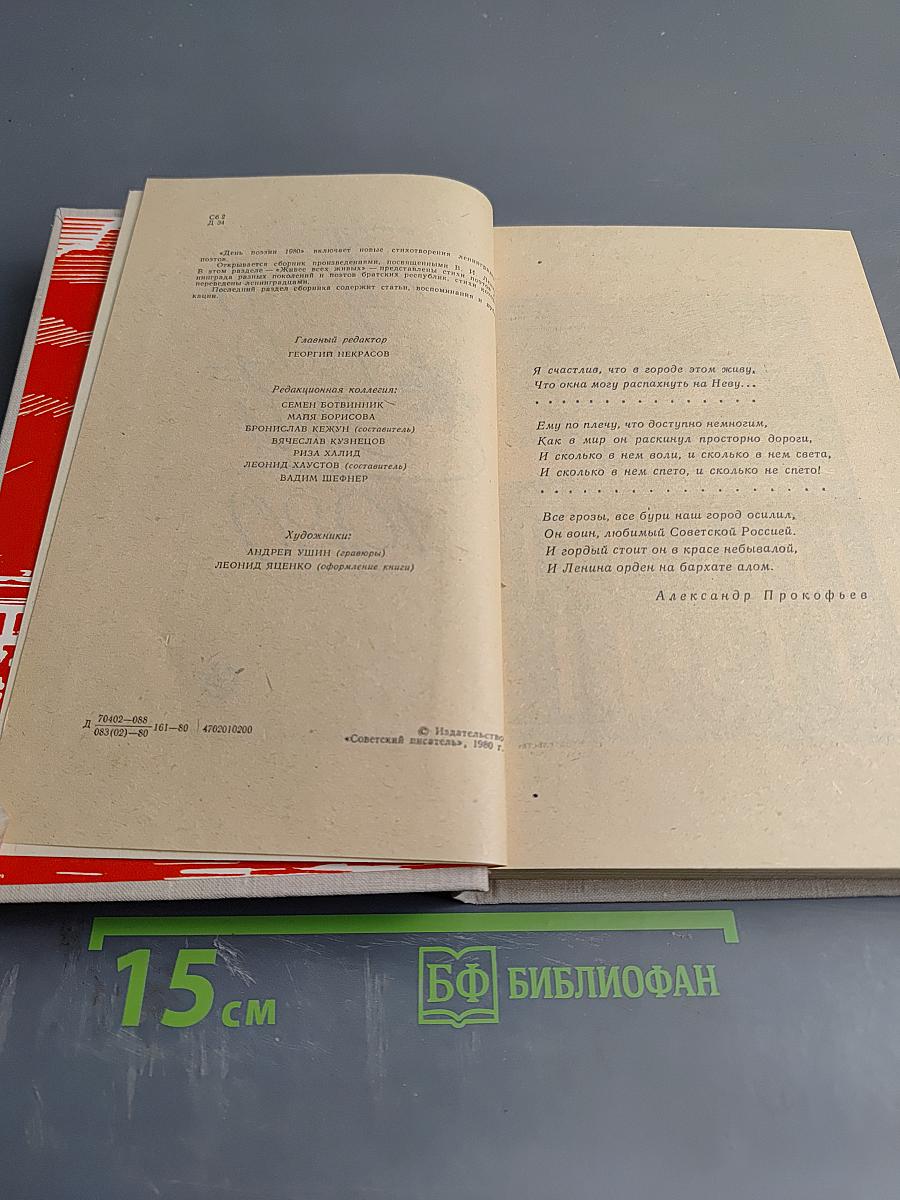 Сб 2
Д 34
«День поэзии 1980» включает новые стихотворения
поэтов.
Открывается сборник произведениями, посвященными В. И.
В этом разделе — «Живее всех живых» — представлены стихи
нинграда разных поколений и поэтов братских республик, стихи
переведены ленинградцами.
Последний раздел сборника содержит статьи, воспоминания и
кации.
Главный редактор
ГЕОРГИЙ НЕКРАСОВ
Редакционная коллегия:
СЕМЕН БОТВИННИК
МАЙЯ БОРИСОВА
БРОНИСЛАВ КЕЖУН (составитель)
ВЯЧЕСЛАВ КУЗНЕЦОВ
РИЗА ХАЛИД
ЛЕОНИД ХАУСТОВ (составитель)
ВАДИМ ШЕФНЕР
Художники:
АНДРЕЙ УШИН (гравюры)
ЛЕОНИД ЯЦЕНКО (оформление книги)
Д 70402—088
083(02)—80 161—80 4702010200
© Издательство
«Советский писатель», 1980 г.
Я счастлив, что в городе этом живу,
Что окна могу распахнуть на Неву...
. . . . . . . . . . . . . . .
Ему по плечу, что доступно немногим,
Как в мир он раскинул просторно дороги,
И сколько в нем воли, и сколько в нем света,
И сколько в нем спето, и сколько не спето!
. . . . . . . . . . . . . . . . . .
Все грозы, все бури наш город осилил,
Он воин, любимый Советской Россией.
И гордый стоит он в красе небывалой,
И Ленина орден на бархате алом.
Александр Прокофьев
15 см
БФ БИБЛИОФАН